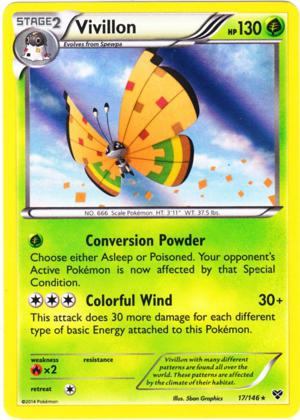 STAGE2 Vivillon HP130
Evolves from Spewpa
NO. 666 Scale Pokémon HT: 3'11" WT: 37.5 lbs.
Conversion Powder
Choose either Asleep or Poisoned. Your opponent's
Active Pokémon is now affected by that Special
Condition.
Colorful Wind 30+
This attack does 30 more damage for each different
type of basic Energy attached to this Pokémon.
weakness resistance
×2
retreat
Vivillon with many different
patterns are found all over the
world. These patterns are affected
by the climate of their habitat.
Illus. 5ban Graphics 17/146 ★
©2014 Pokémon
XY